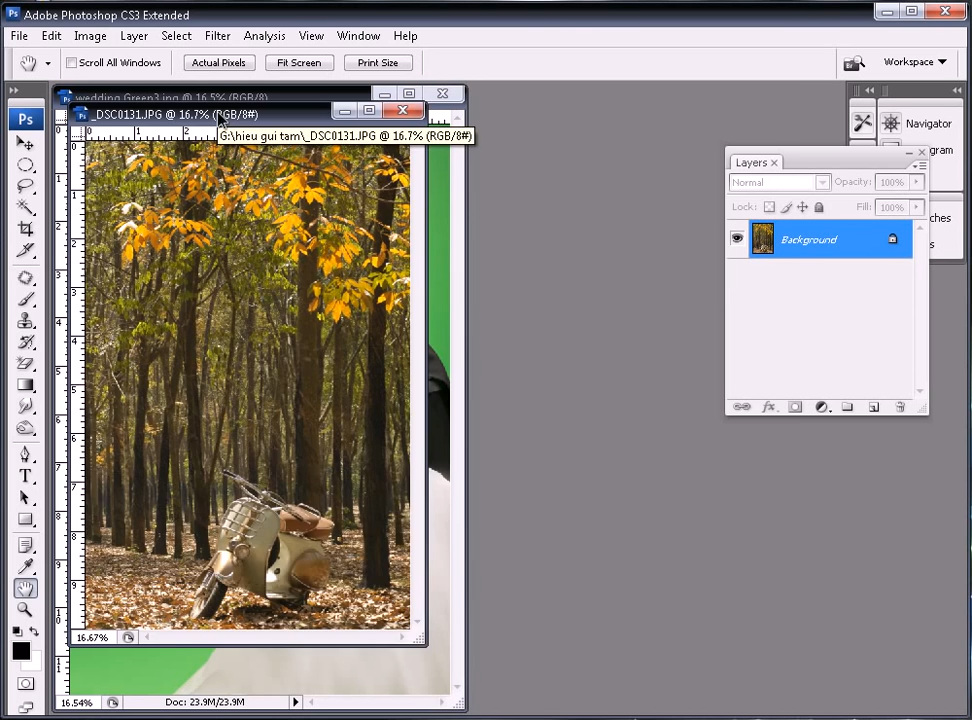 Adobe Photoshop CS3 Extended
File Edit Image Layer Select Filter Analysis View Window Help
Scroll All Windows Actual Pixels Fit Screen Print Size Workspace
wedding Green3.jpg @ 16.5% (RGB/8)
_DSC0131.JPG @ 16.7% (RGB/8#)
G:\hieu gui tam\_DSC0131.JPG @ 16.7% (RGB/8#)
Ps
Navigator
Layers
Normal Opacity: 100%
Lock: Fill: 100%
Background
16.67%
16.54% Doc: 23.9M/23.9M